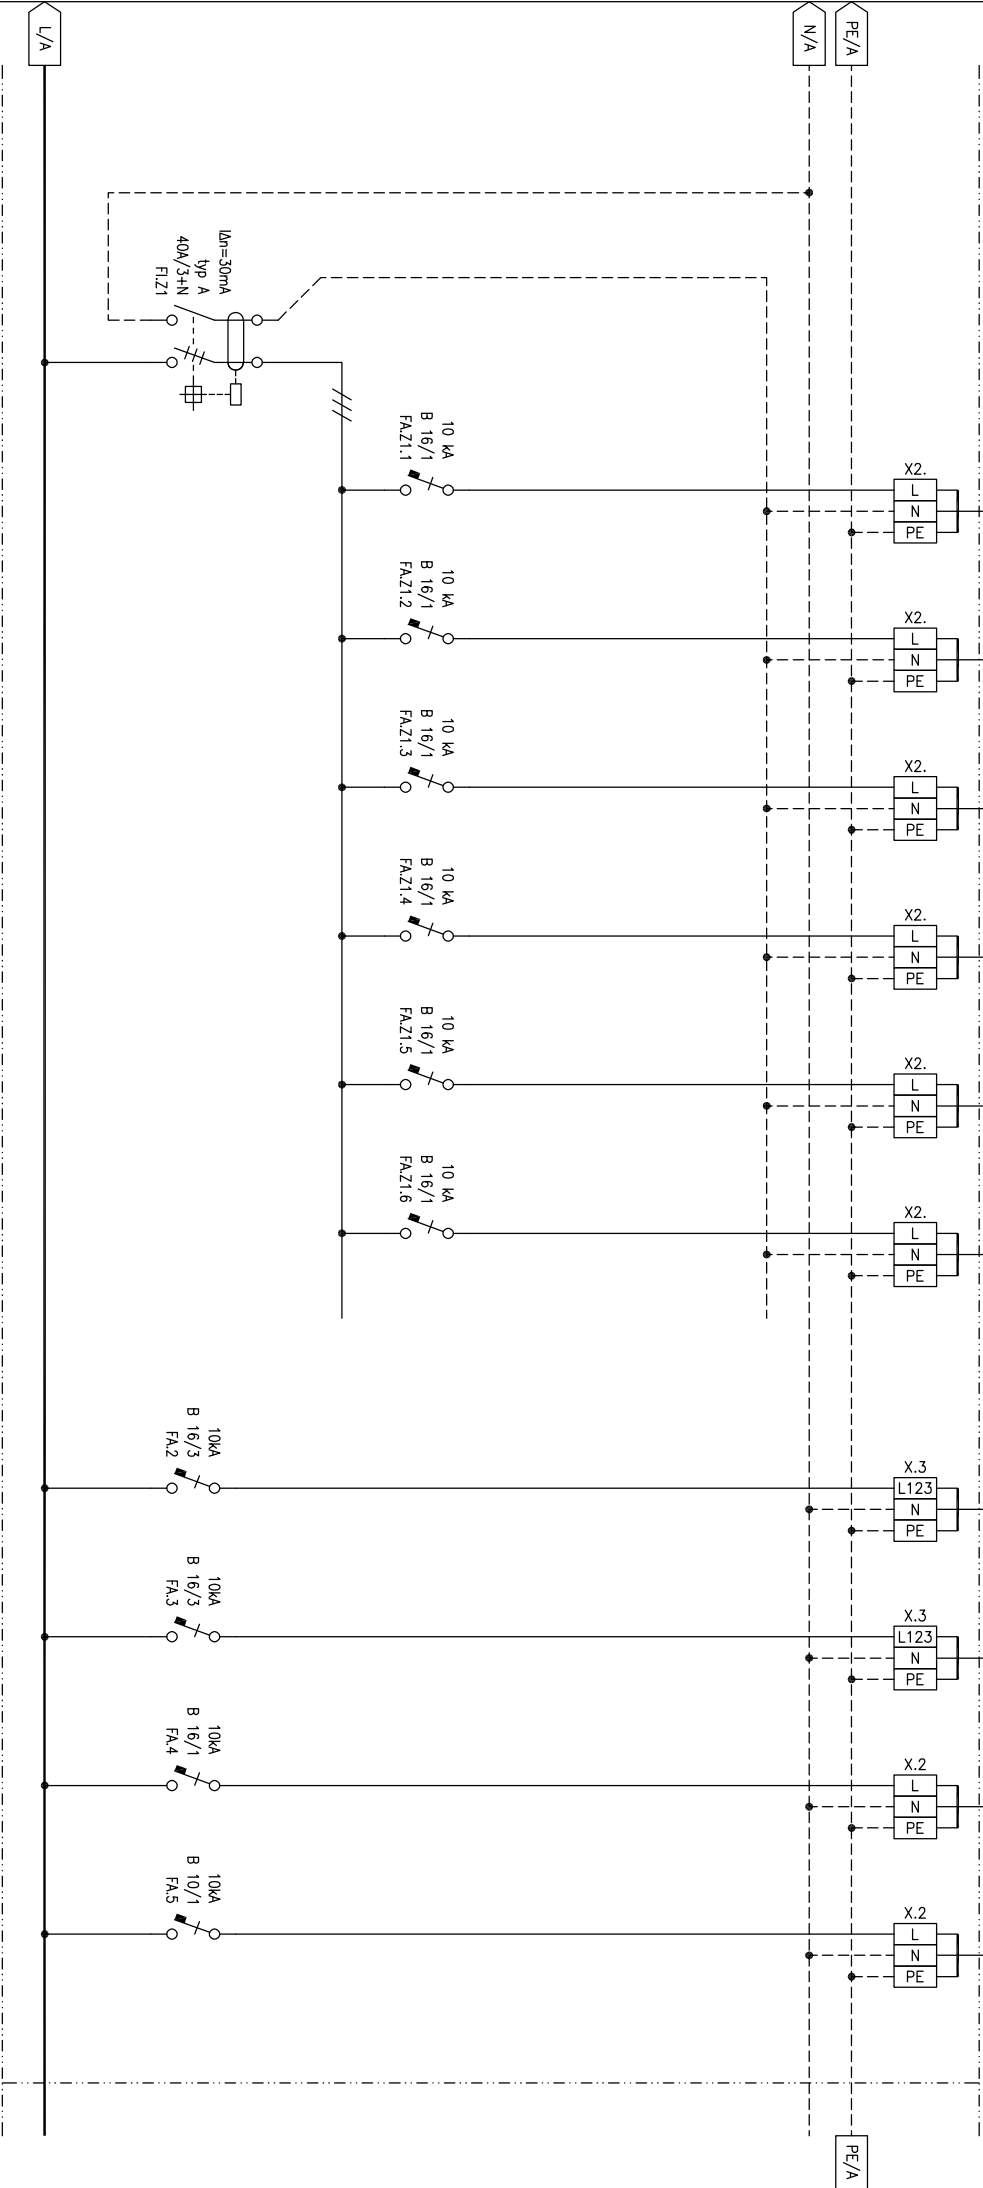 L/A
N/A
PE/A
IΔn=30mA
typ A
40A/3+N
FI.Z1
10 kA
B 16/1
FA.Z1.1
X2.
L
N
PE
10 kA
B 16/1
FA.Z1.2
X2.
L
N
PE
10 kA
B 16/1
FA.Z1.3
X2.
L
N
PE
10 kA
B 16/1
FA.Z1.4
X2.
L
N
PE
10 kA
B 16/1
FA.Z1.5
X2.
L
N
PE
10 kA
B 16/1
FA.Z1.6
X2.
L
N
PE
10kA
B 16/3
FA.2
X.3
L123
N
PE
10kA
B 16/3
FA.3
X.3
L123
N
PE
10kA
B 16/1
FA.4
X.2
L
N
PE
10kA
B 10/1
FA.5
X.2
L
N
PE
PE/A